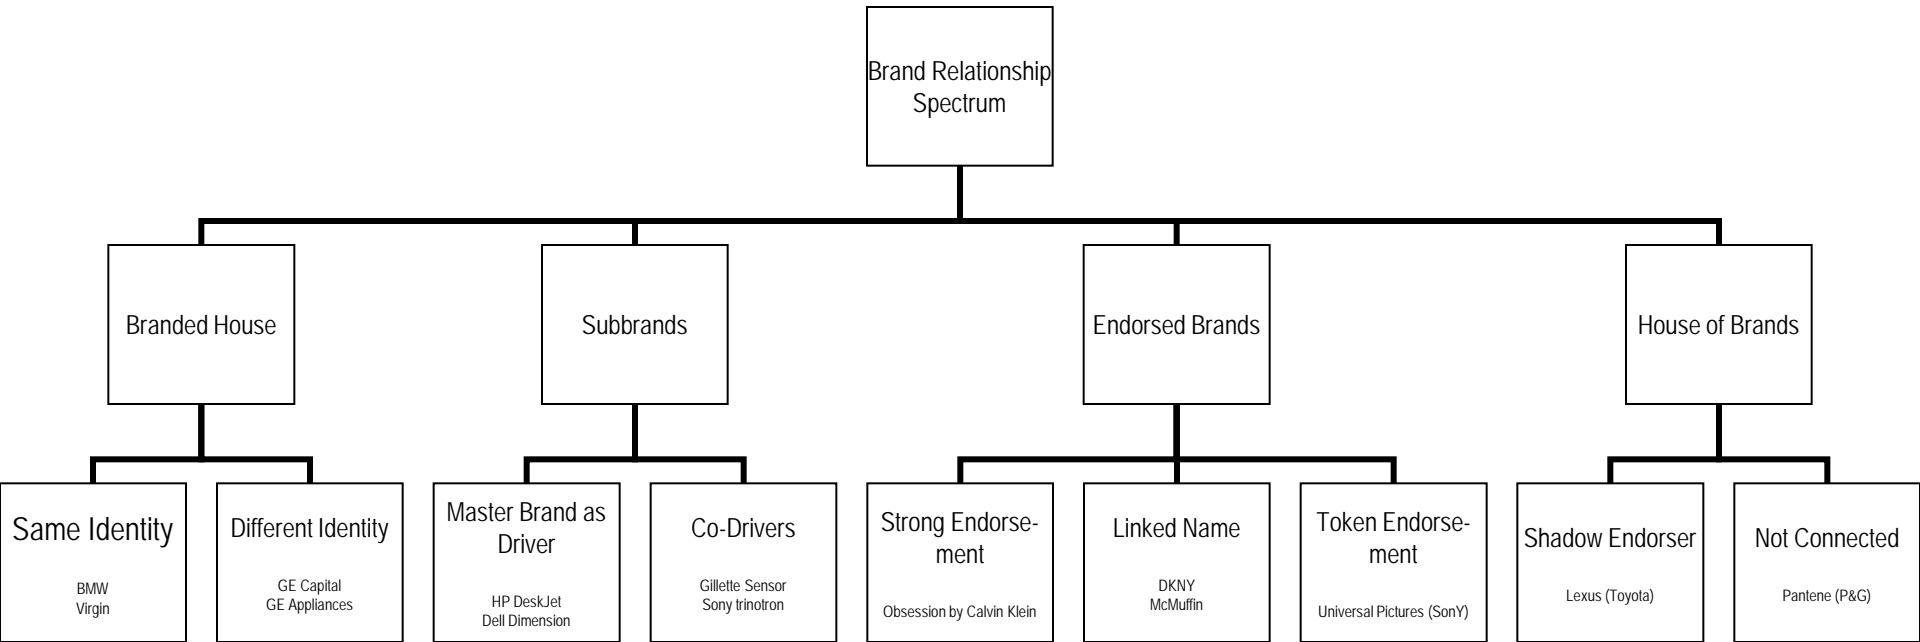 Brand Relationship
Spectrum
Branded House
Subbrands
Endorsed Brands
House of Brands
Same Identity
BMW
Virgin
Different Identity
GE Capital
GE Appliances
Master Brand as
Driver
HP DeskJet
Dell Dimension
Co-Drivers
Gillette Sensor
Sony trinotron
Strong Endorse-
ment
Obsession by Calvin Klein
Linked Name
DKNY
McMuffin
Token Endorse-
ment
Universal Pictures (SonY)
Shadow Endorser
Lexus (Toyota)
Not Connected
Pantene (P&G)